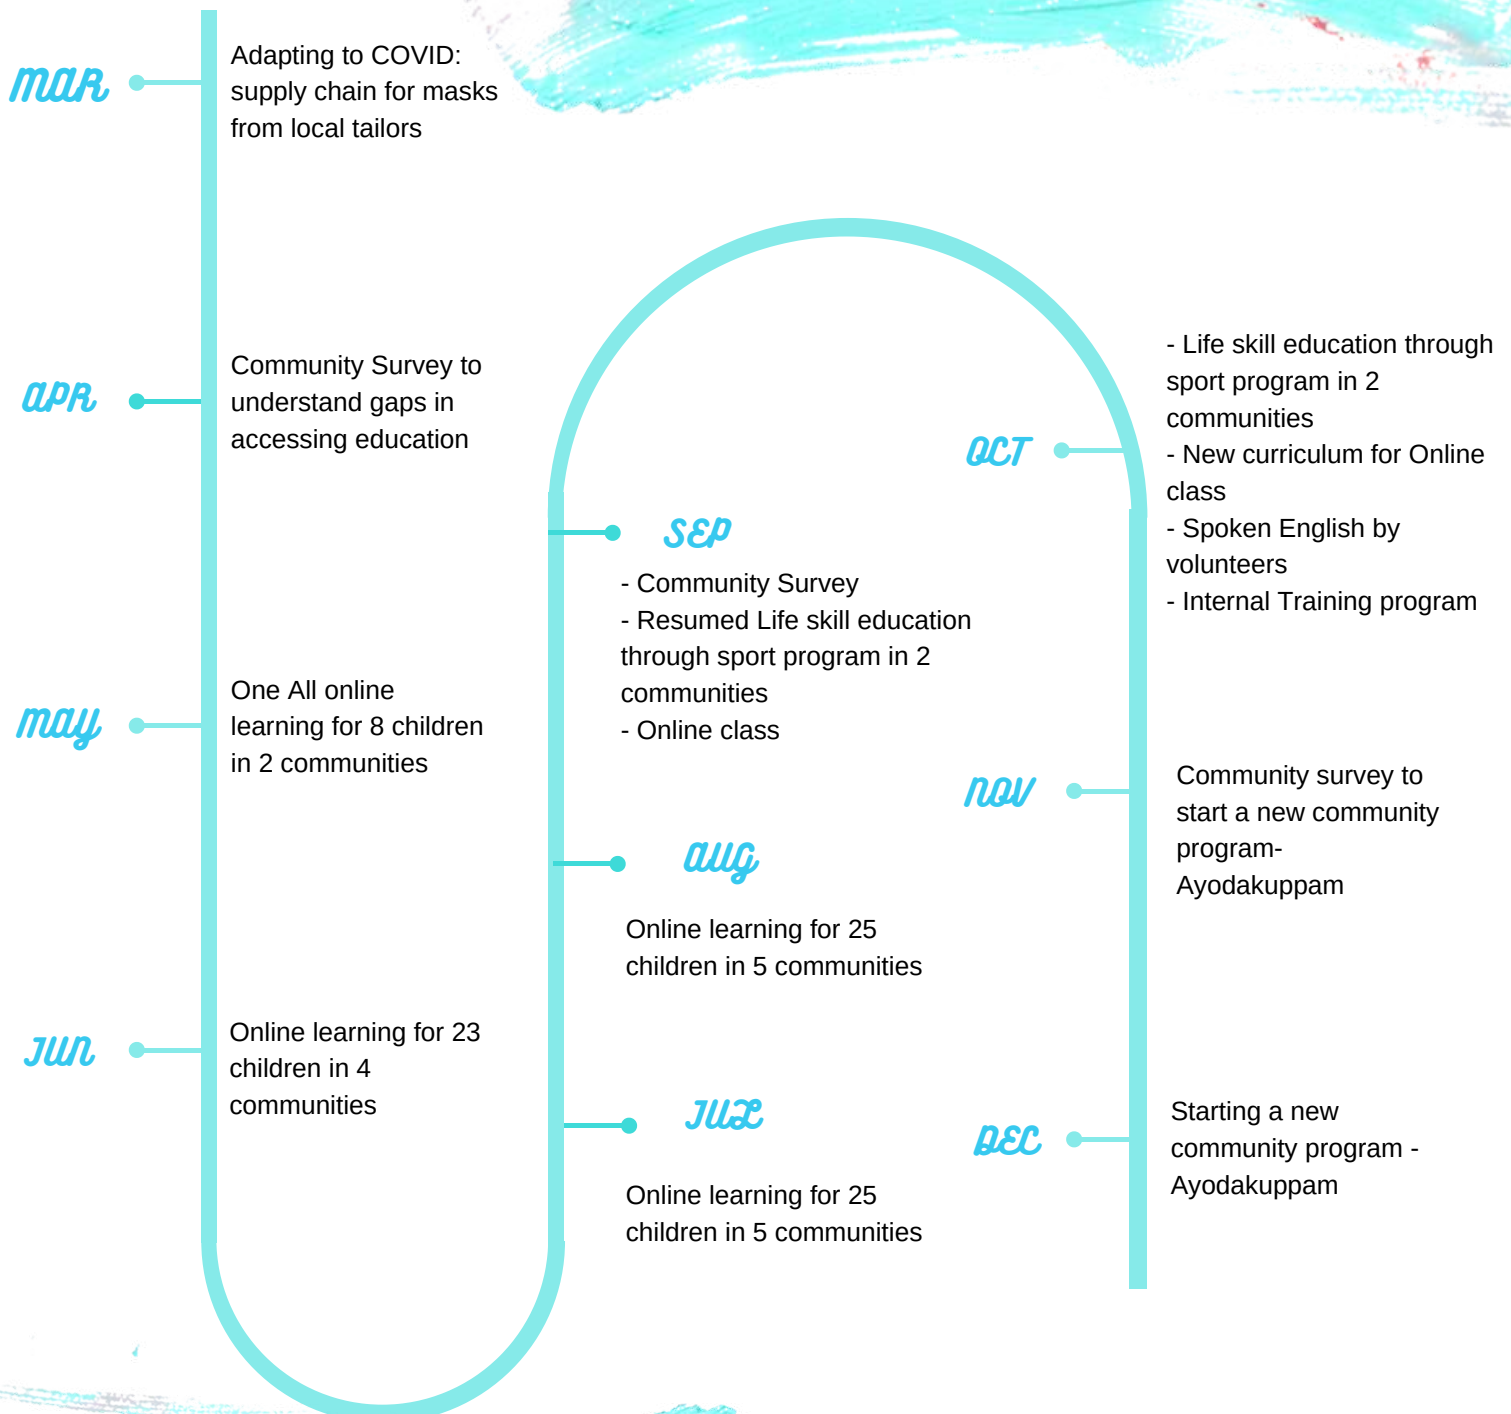 MAR
Adapting to COVID:
supply chain for masks
from local tailors
APR
Community Survey to
understand gaps in
accessing education
MAY
One All online
learning for 8 children
in 2 communities
JUN
Online learning for 23
children in 4
communities
JUL
Online learning for 25
children in 5 communities
AUG
Online learning for 25
children in 5 communities
SEP
- Community Survey
- Resumed Life skill education
through sport program in 2
communities
- Online class
OCT
- Life skill education through
sport program in 2
communities
- New curriculum for Online
class
- Spoken English by
volunteers
- Internal Training program
NOV
Community survey to
start a new community
program-
Ayodakuppam
DEC
Starting a new
community program -
Ayodakuppam